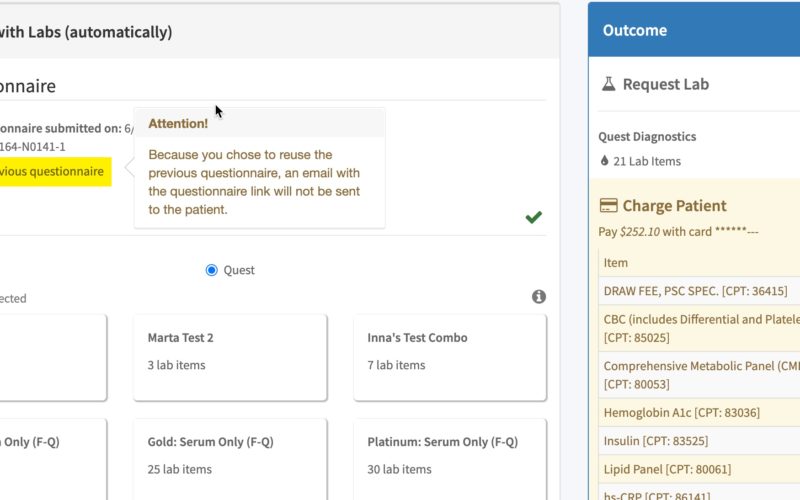 with Labs (automatically)
onnaire
onnaire submitted on: 6/
164-N0141-1
vious questionnaire
Attention!
Because you chose to reuse the
previous questionnaire, an email with
the questionnaire link will not be sent
to the patient.
Quest
ected
Marta Test 2
3 lab items
Inna's Test Combo
7 lab items
Only (F-Q)
Gold: Serum Only (F-Q)
25 lab items
Platinum: Serum Only (F-Q)
30 lab items
Outcome
Request Lab
Quest Diagnostics
21 Lab Items
Charge Patient
Pay $252.10 with card ******---
Item
DRAW FEE, PSC SPEC. [CPT: 36415]
CBC (includes Differential and Platele
[CPT: 85025]
Comprehensive Metabolic Panel (CM
[CPT: 80053]
Hemoglobin A1c [CPT: 83036]
Insulin [CPT: 83525]
Lipid Panel [CPT: 80061]
hs-CRP [CPT: 86141]